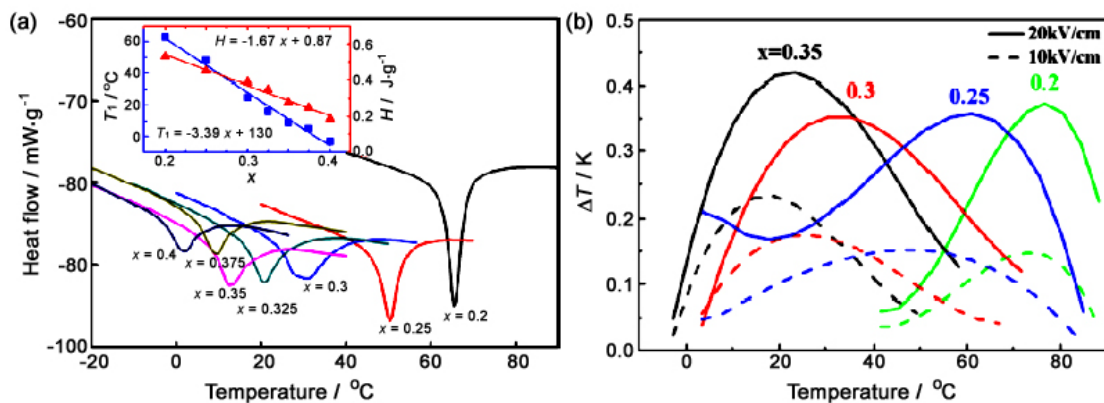 (a)
Heat flow / mW·g⁻¹
-60
-70
-80
-90
-100
-20
0
20
40
60
80
Temperature / °C
T₁ / °C
60
40
20
0
H = -1.67 x + 0.87
T₁ = -3.39 x + 130
0.2
0.3
0.4
x
0.6
0.4
0.2
0.0
H / J·g⁻¹
x = 0.4
x = 0.375
x = 0.35
x = 0.325
x = 0.3
x = 0.25
x = 0.2
(b)
ΔT / K
0.5
0.4
0.3
0.2
0.1
0.0
0
20
40
60
80
Temperature / °C
x=0.35
0.3
0.25
0.2
20kV/cm
10kV/cm